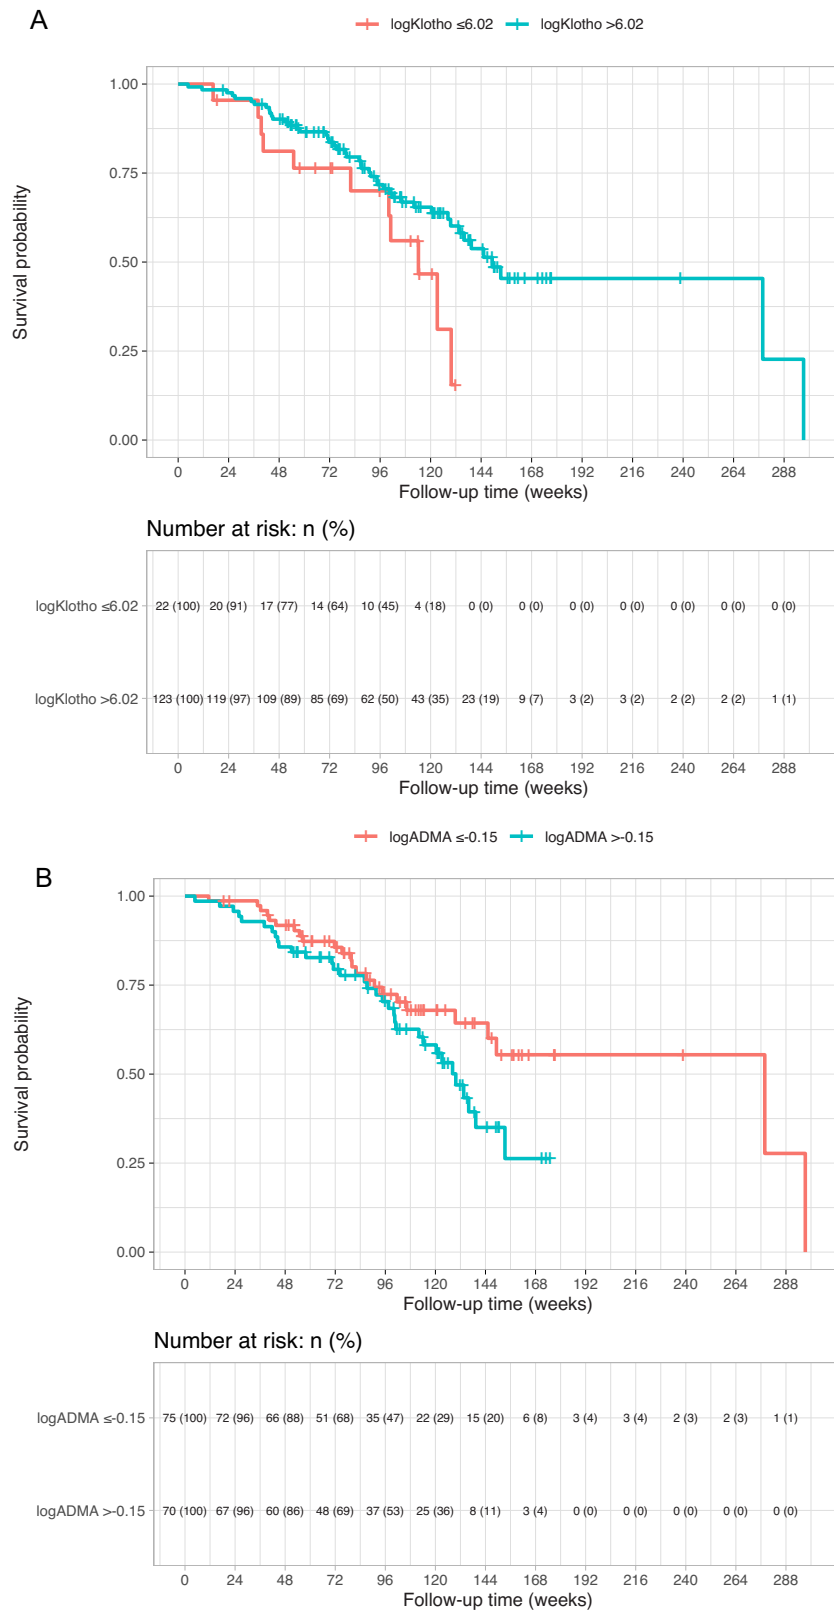 A
logKlotho ≤6.02 logKlotho >6.02
Survival probability
1.00
0.75
0.50
0.25
0.00
0 24 48 72 96 120 144 168 192 216 240 264 288
Follow-up time (weeks)
Number at risk: n (%)
logKlotho ≤6.02 22 (100) 20 (91) 17 (77) 14 (64) 10 (45) 4 (18) 0 (0) 0 (0) 0 (0) 0 (0) 0 (0) 0 (0) 0 (0)
logKlotho >6.02 123 (100) 119 (97) 109 (89) 85 (69) 62 (50) 43 (35) 23 (19) 9 (7) 3 (2) 3 (2) 2 (2) 2 (2) 1 (1)
0 24 48 72 96 120 144 168 192 216 240 264 288
Follow-up time (weeks)
logADMA ≤-0.15 logADMA >-0.15
B
Survival probability
1.00
0.75
0.50
0.25
0.00
0 24 48 72 96 120 144 168 192 216 240 264 288
Follow-up time (weeks)
Number at risk: n (%)
logADMA ≤-0.15 75 (100) 72 (96) 66 (88) 51 (68) 35 (47) 22 (29) 15 (20) 6 (8) 3 (4) 3 (4) 2 (3) 2 (3) 1 (1)
logADMA >-0.15 70 (100) 67 (96) 60 (86) 48 (69) 37 (53) 25 (36) 8 (11) 3 (4) 0 (0) 0 (0) 0 (0) 0 (0) 0 (0)
0 24 48 72 96 120 144 168 192 216 240 264 288
Follow-up time (weeks)